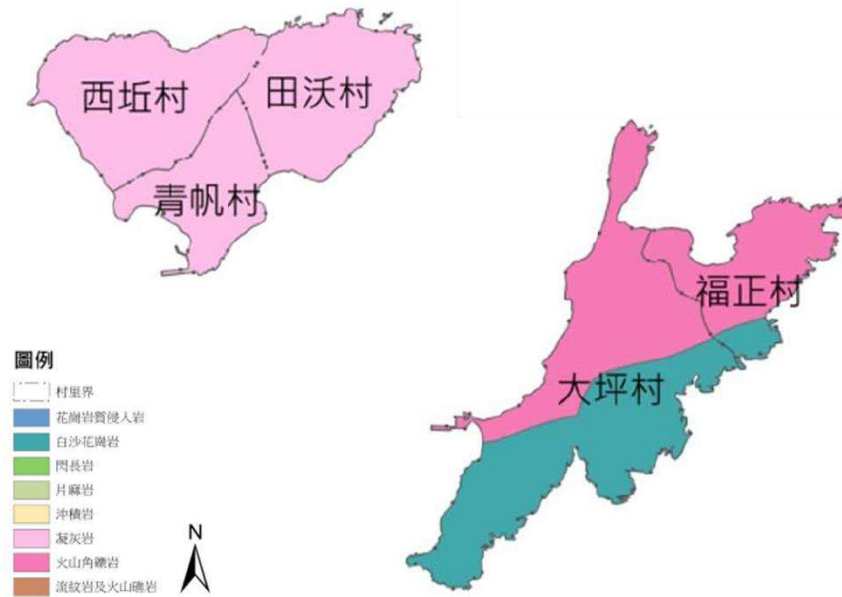 西坵村
田沃村
青帆村
福正村
大坪村
圖例
村里界
花崗岩質侵入岩
白沙花崗岩
閃長岩
片麻岩
沖積岩
凝灰岩
火山角礫岩
流紋岩及火山礁岩
N